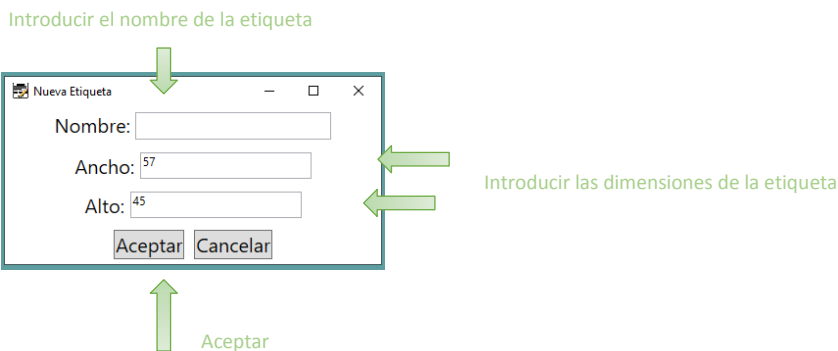 Introducir el nombre de la etiqueta
Nueva Etiqueta
Nombre:
Ancho: 57
Introducir las dimensiones de la etiqueta
Alto: 45
Aceptar Cancelar
Aceptar